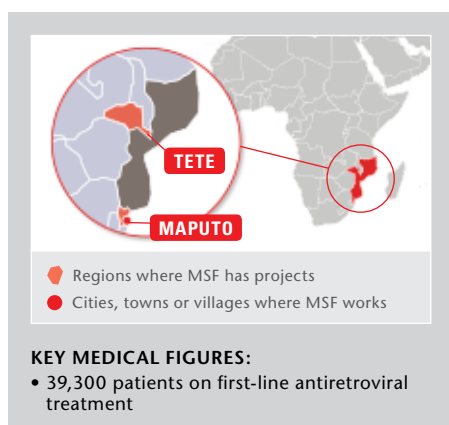 TETE
MAPUTO
Regions where MSF has projects
Cities, towns or villages where MSF works
KEY MEDICAL FIGURES:
• 39,300 patients on first-line antiretroviral
treatment